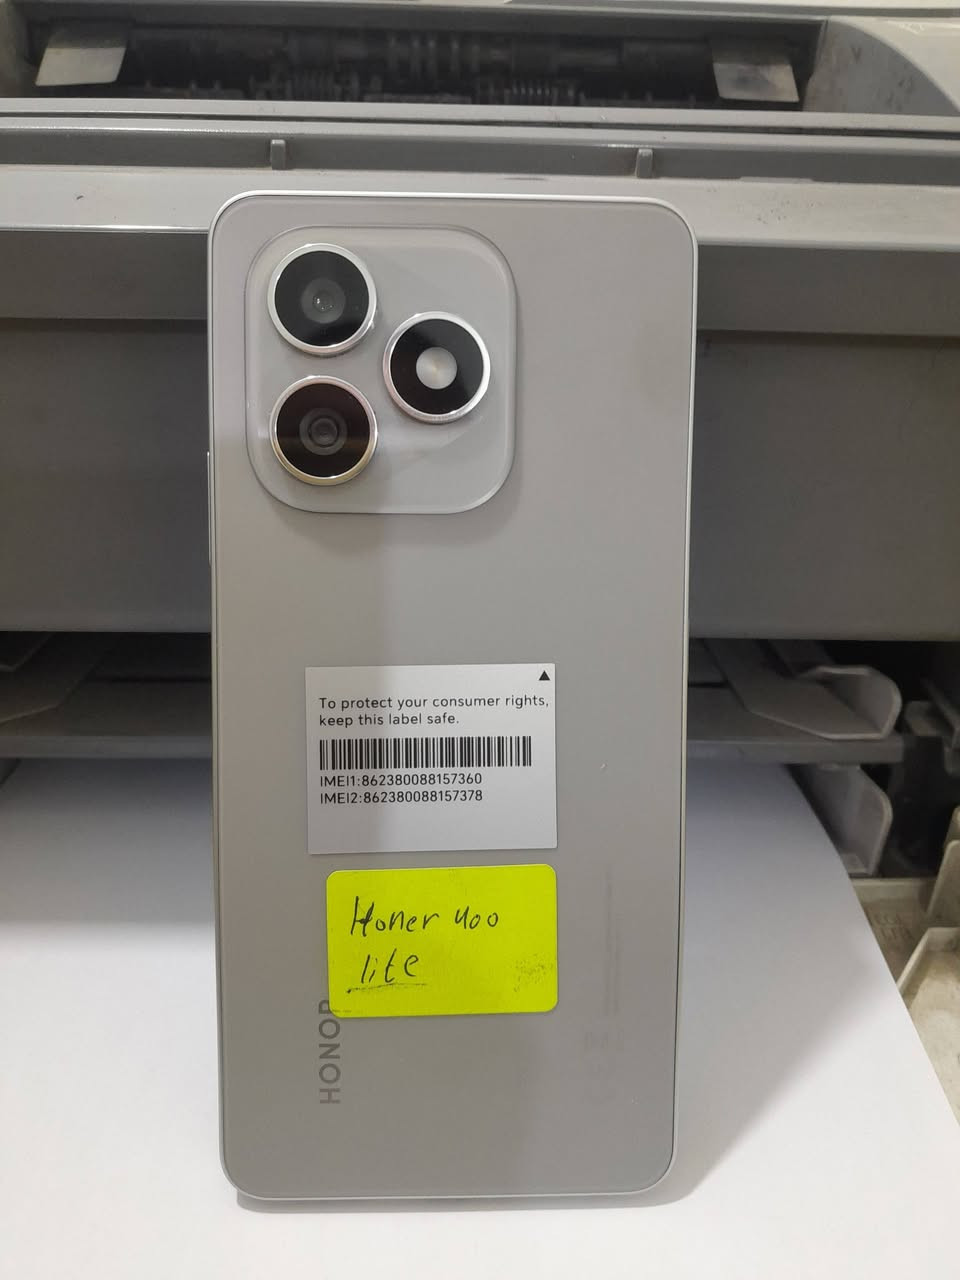 To protect your consumer rights,
keep this label safe.
IMEI1:862380088157360
IMEI2:862380088157378
Honer 400
lite
HONOR